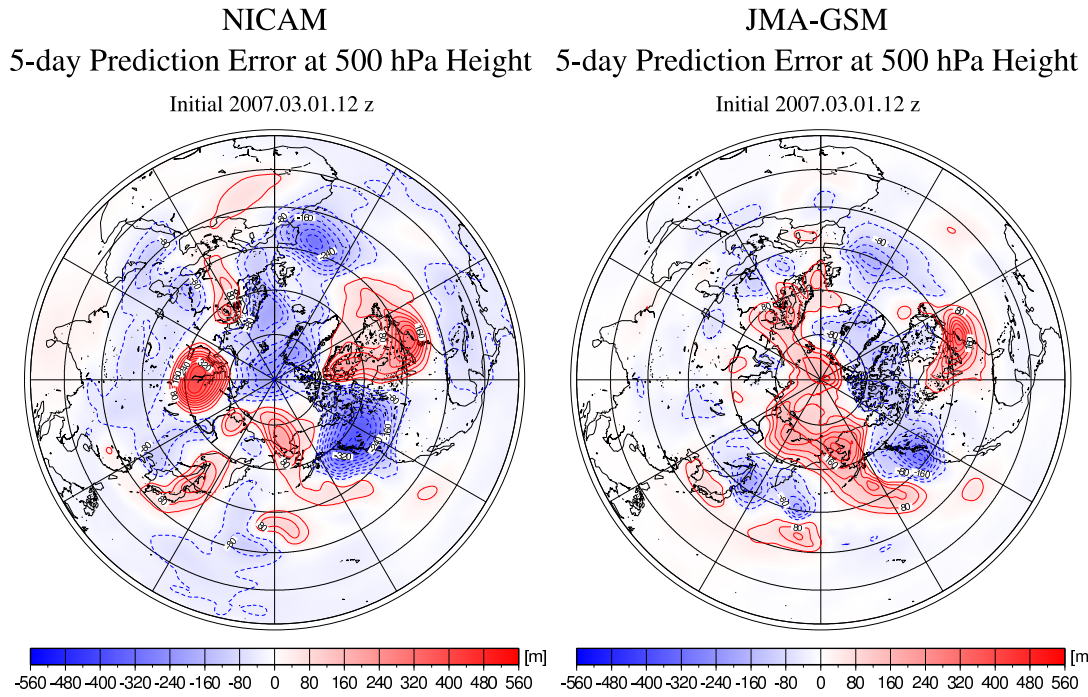 NICAM
5-day Prediction Error at 500 hPa Height
Initial 2007.03.01.12 z
[m]
-560 -480 -400 -320 -240 -160 -80 0 80 160 240 320 400 480 560
JMA-GSM
5-day Prediction Error at 500 hPa Height
Initial 2007.03.01.12 z
[m]
-560 -480 -400 -320 -240 -160 -80 0 80 160 240 320 400 480 560